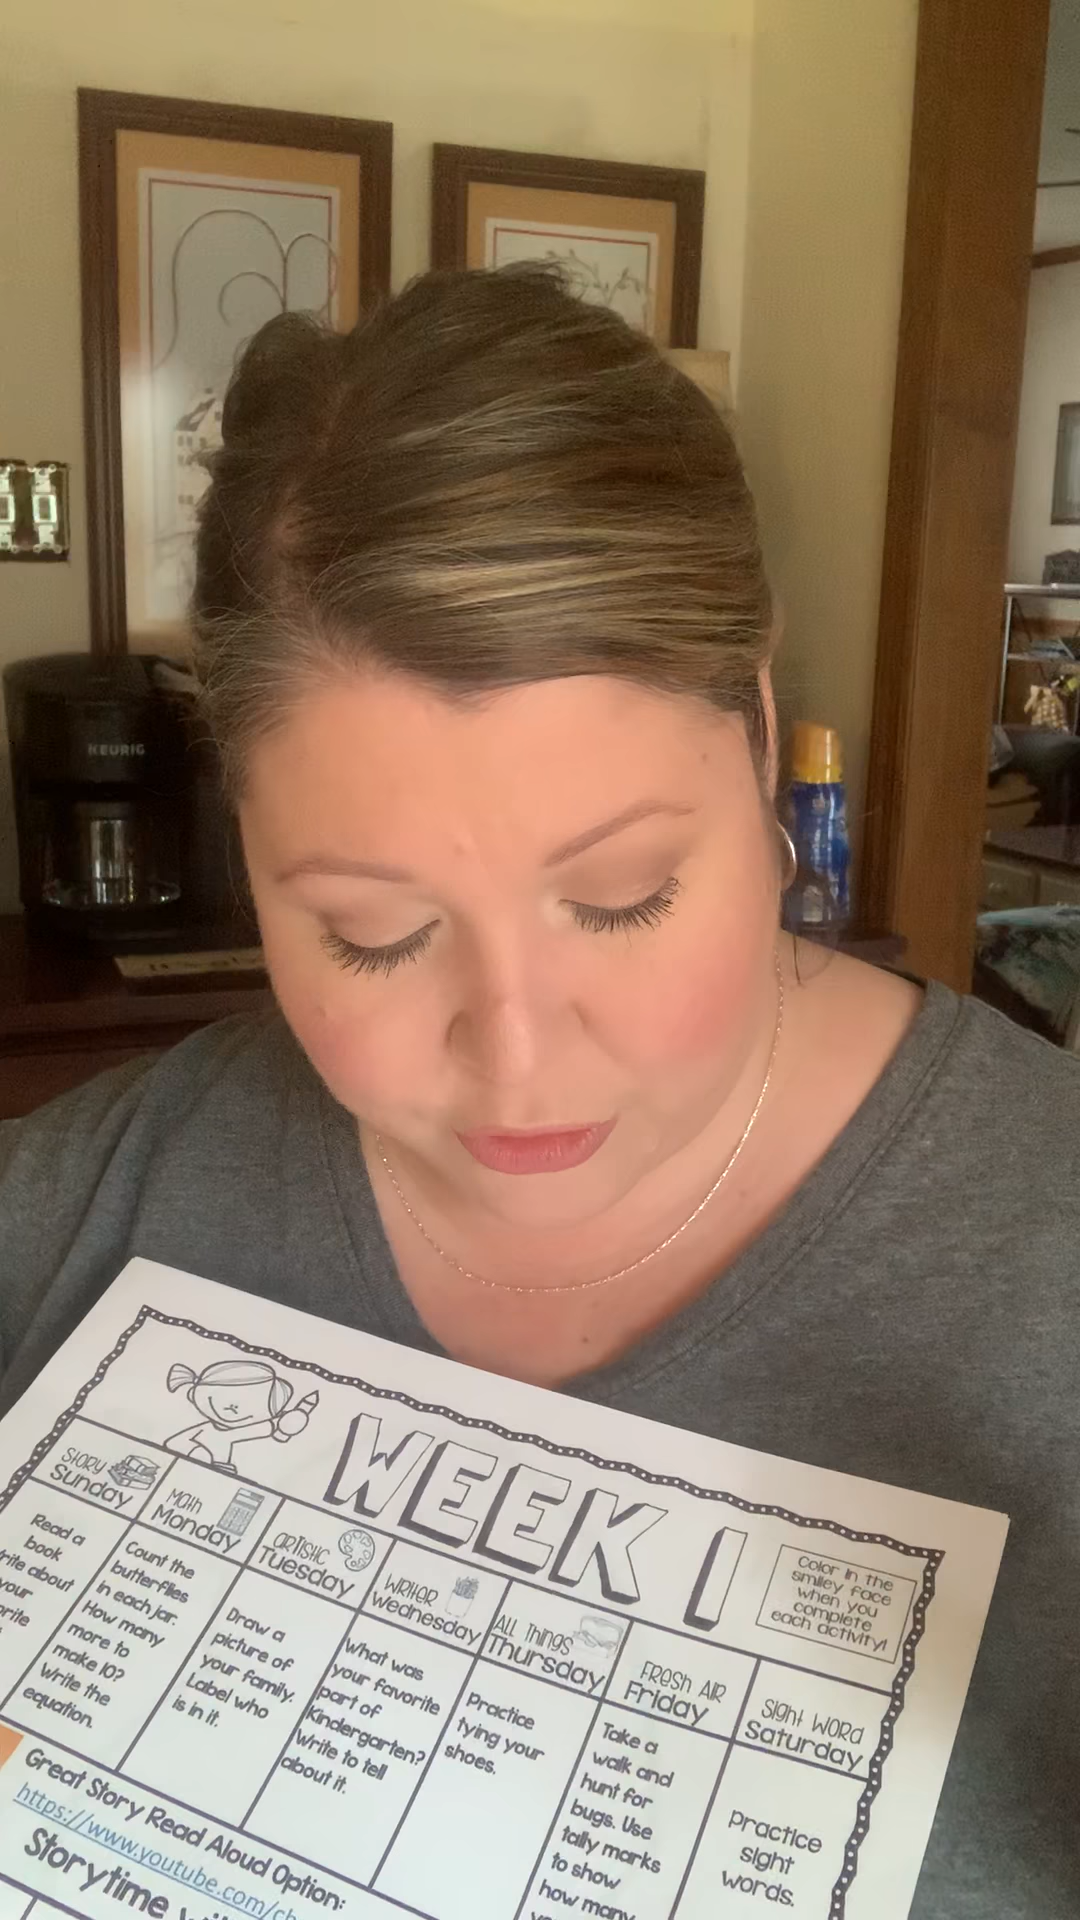 KEURIG
WEEK 1
Color in the
smiley face
when you
complete
each activity!
Story
Sunday
Read a
book
about
your
Math
Monday
Count the
butterflies
in each jar.
How many
more to
make 10?
Write the
equation.
Artistic
Tuesday
Draw a
picture of
your family.
Label who
is in it.
Writer
Wednesday
What was
your favorite
part of
Kindergarten?
Write to tell
about it.
All Things
Thursday
Practice
tying your
shoes.
Fresh Air
Friday
Take a
walk and
hunt for
bugs. Use
tally marks
to show
how many
Sight Word
Saturday
Practice
sight
words.
Great Story Read Aloud Option:
https://www.youtube.com/ch
Storytime